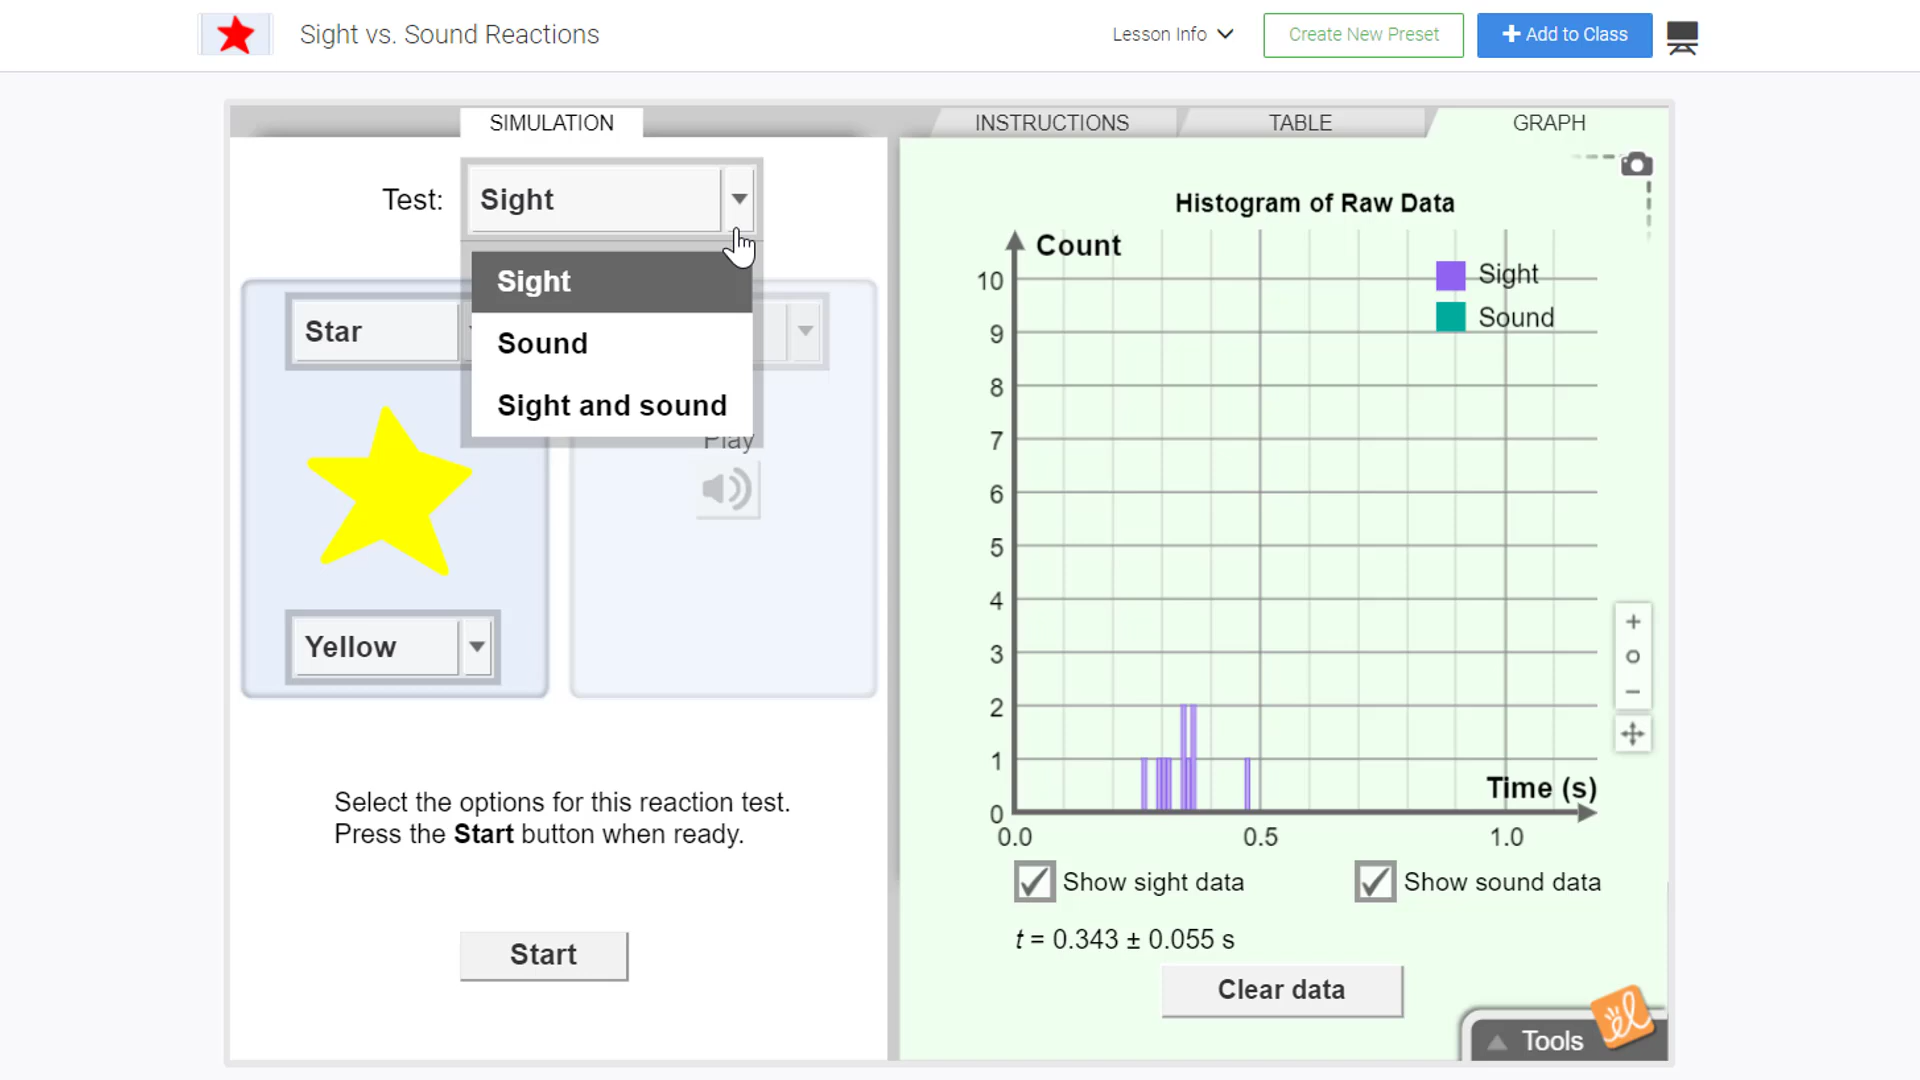 Sight vs. Sound Reactions
Lesson Info
Create New Preset
Add to Class
SIMULATION
INSTRUCTIONS
TABLE
GRAPH
Test:
Sight
Sight
Sound
Sight and sound
Star
Play
Yellow
Select the options for this reaction test.
Press the Start button when ready.
Start
Histogram of Raw Data
Count
Sight
Sound
10
9
8
7
6
5
4
3
2
1
0
Time (s)
0.0 0.5 1.0
Show sight data
Show sound data
t = 0.343 ± 0.055 s
Clear data
Tools
el